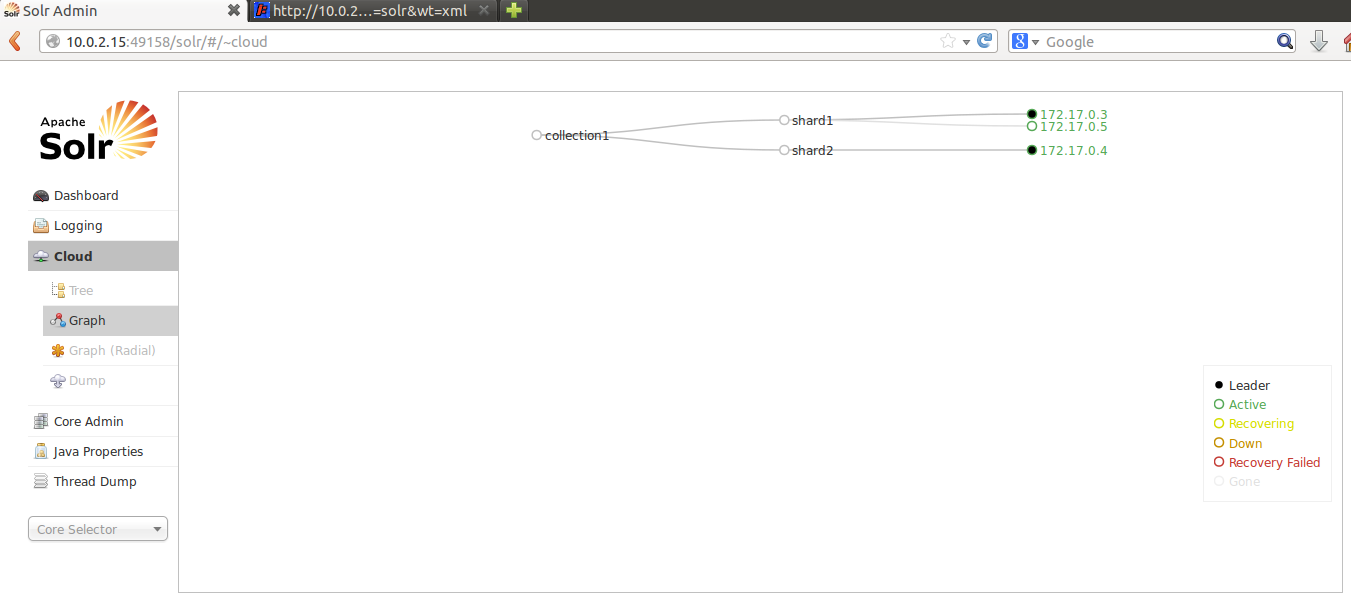 Solr Admin
http://10.0.2...=solr&wt=xml
10.0.2.15:49158/solr/#/~cloud
Google
Apache
Solr
Dashboard
Logging
Cloud
Tree
Graph
Graph (Radial)
Dump
Core Admin
Java Properties
Thread Dump
Core Selector
collection1
shard1
shard2
172.17.0.3
172.17.0.5
172.17.0.4
Leader
Active
Recovering
Down
Recovery Failed
Gone